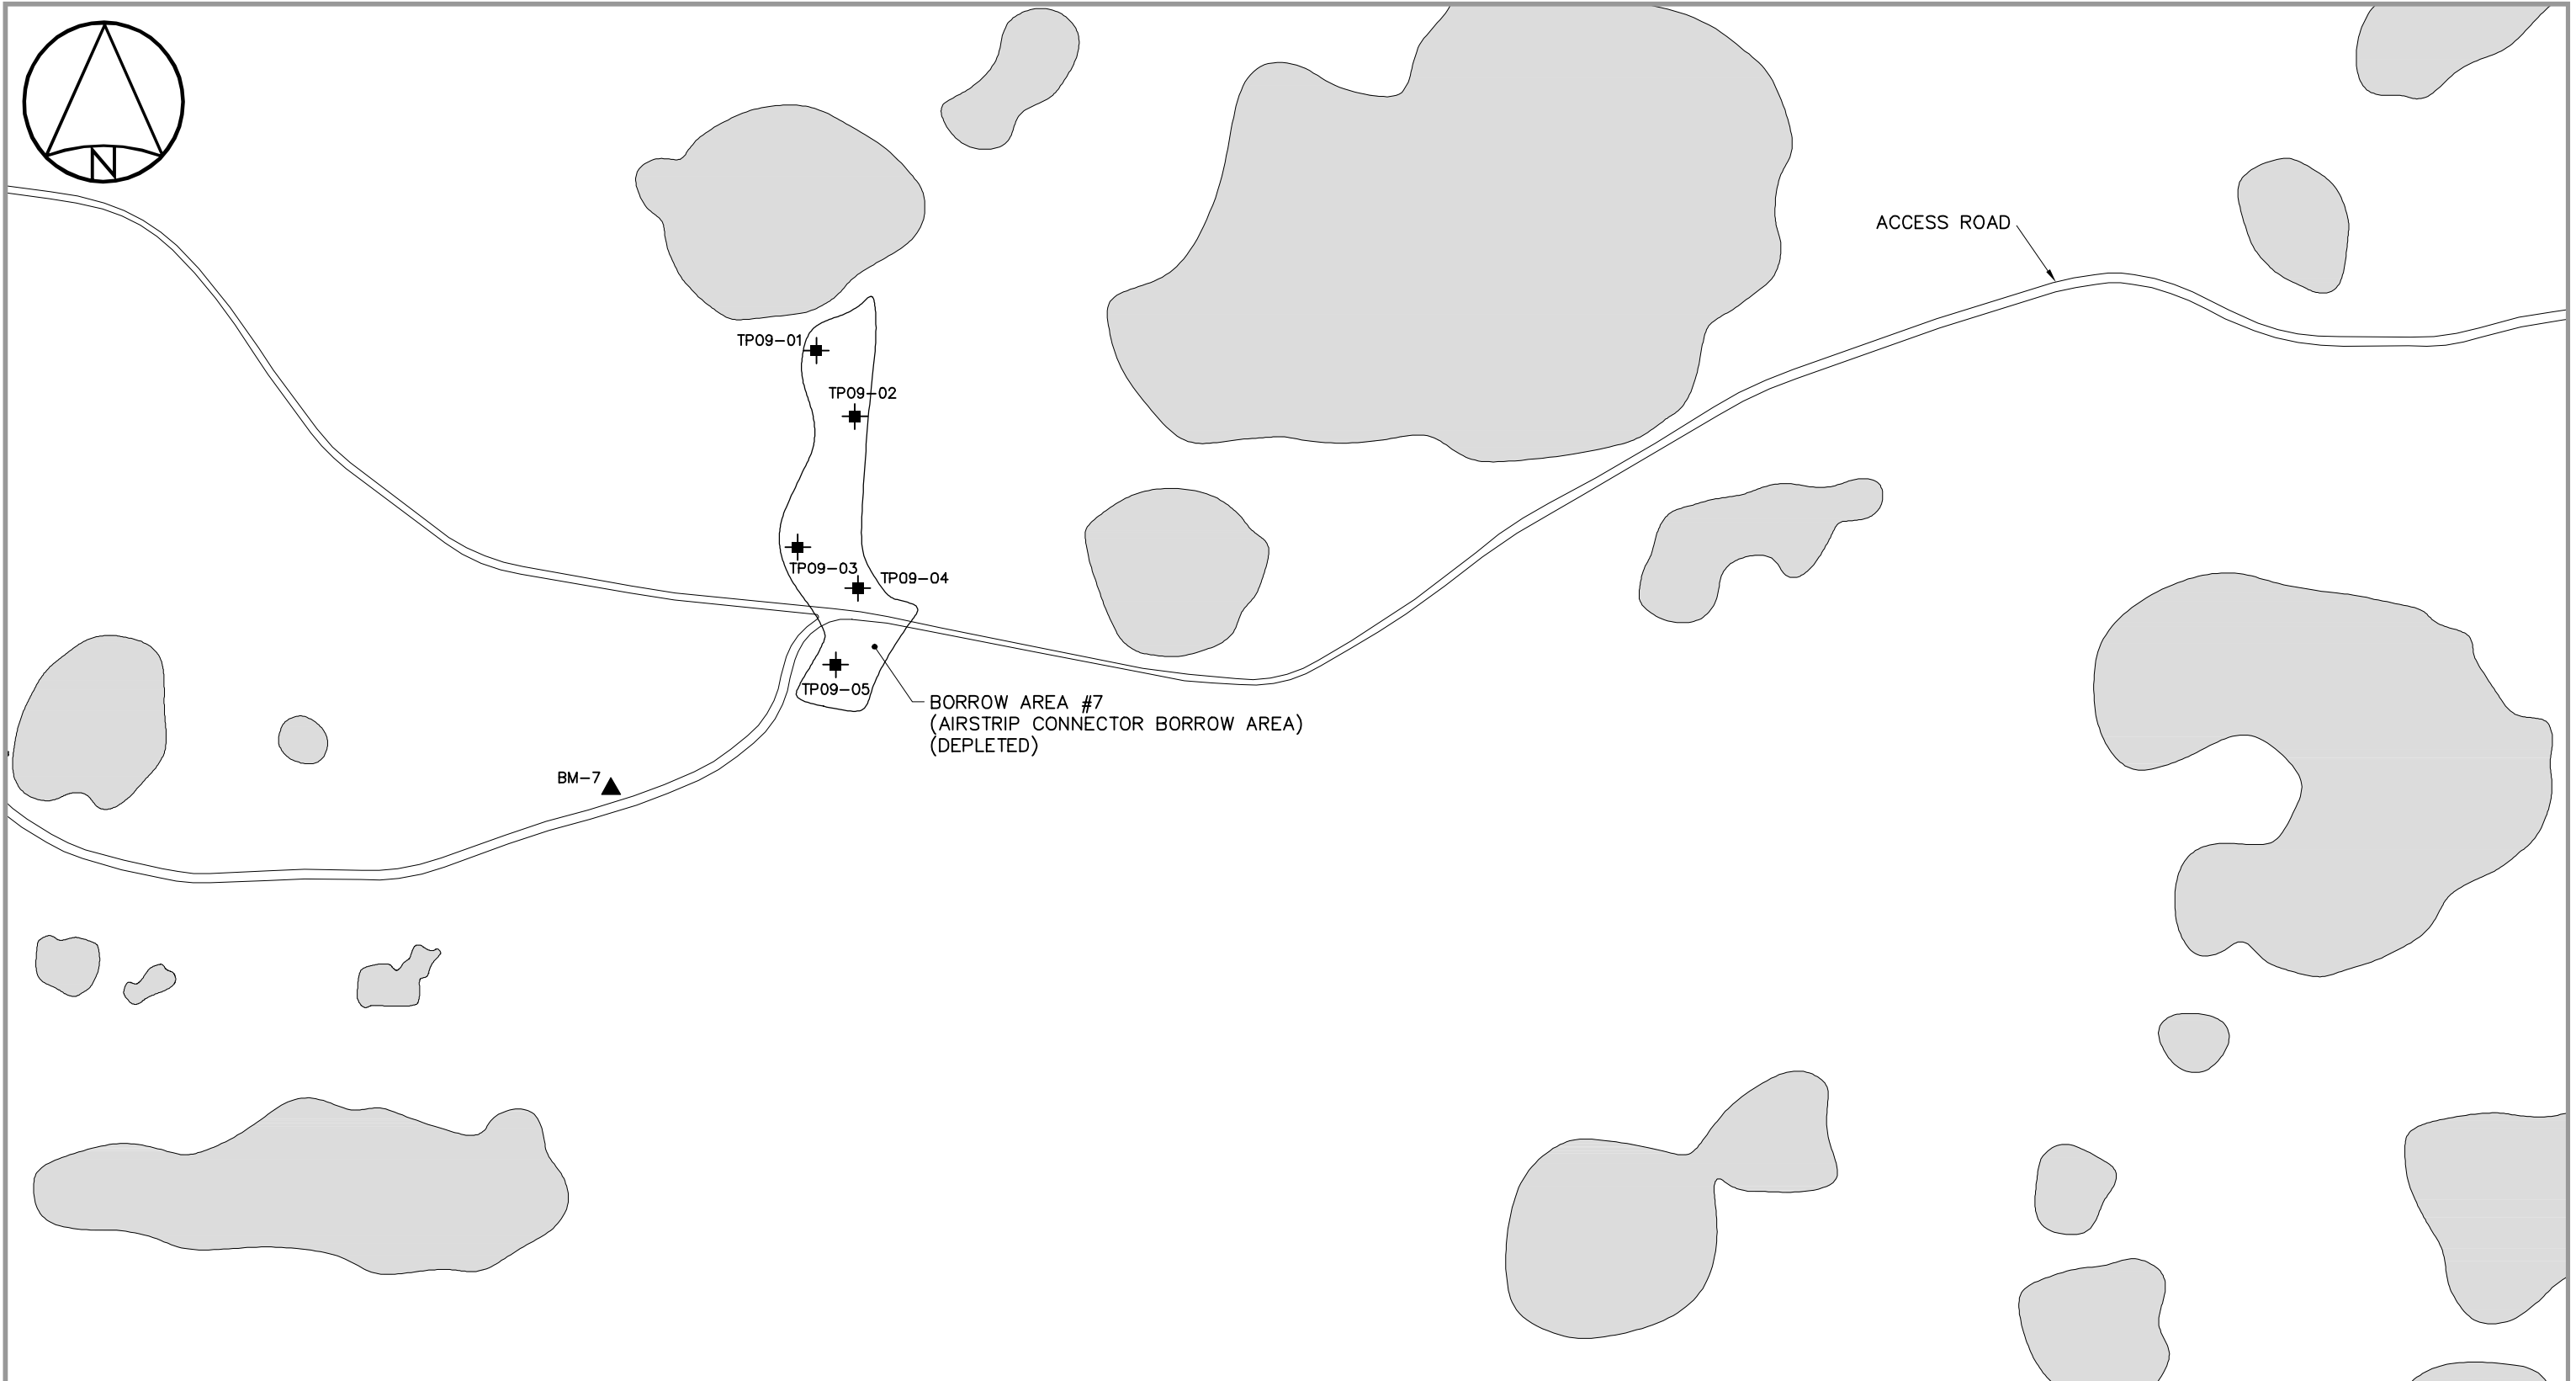 N
ACCESS ROAD
TP09-01
TP09-02
TP09-03
TP09-04
TP09-05
BORROW AREA #7
(AIRSTRIP CONNECTOR BORROW AREA)
(DEPLETED)
BM-7